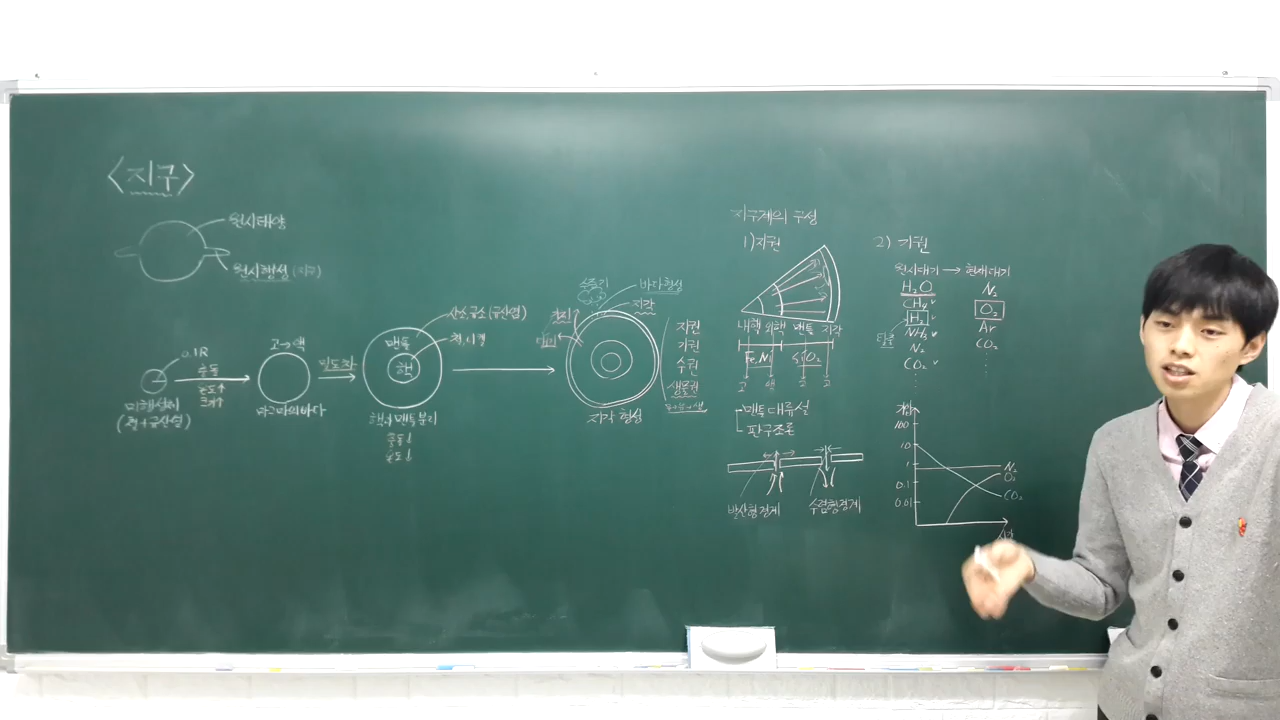 <지구>
원시태양
원시행성 (지구)
0.1R
충돌
온도↑
크기↑
미행성
(철+규산염)
고→액
마그마의 바다
밀도차
산소, 규소 (규산염)
철, 니켈
맨틀
핵
핵과 맨틀 분리
충돌↓
온도↓
수증기
바다형성
지각
지각 형성
지권
기권
수권
생물권
지구계의 구성
1) 지권
내핵 외핵 맨틀 지각
Fe, Ni
Si, O₂
고 액 고 고
맨틀 대류설
판구조론
발산형경계 수렴형경계
2) 기권
원시대기 → 현재대기
H₂O
CH₄
H₂
NH₃
N₂
CO₂
N₂
O₂
Ar
CO₂
기압
100
10
1
0.1
0.01
N₂
O₂
CO₂